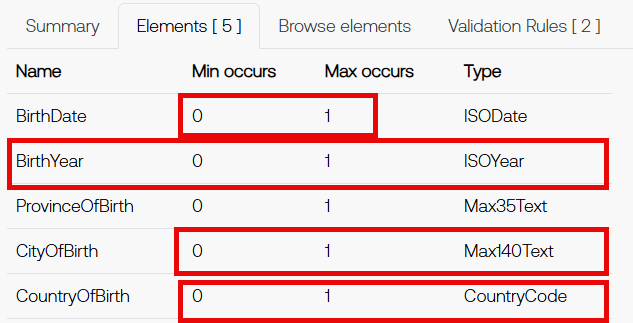 Summary Elements [ 5 ] Browse elements Validation Rules [ 2 ]
Name Min occurs Max occurs Type
BirthDate 0 1 ISODate
BirthYear 0 1 ISOYear
ProvinceOfBirth 0 1 Max35Text
CityOfBirth 0 1 Max140Text
CountryOfBirth 0 1 CountryCode